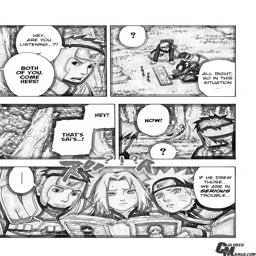 HEY,
ARE YOU
LISTENING...?!
BOTH
OF YOU,
COME
HERE!
?
ALL RIGHT,
SO IN THIS
SITUATION
HEY!
THAT'S
SAI'S...?
NOW!
?
!
? ?
IF HE DREW
THOSE,
WE ARE IN
SERIOUS
TROUBLE...
COLORED
MANGA.COM